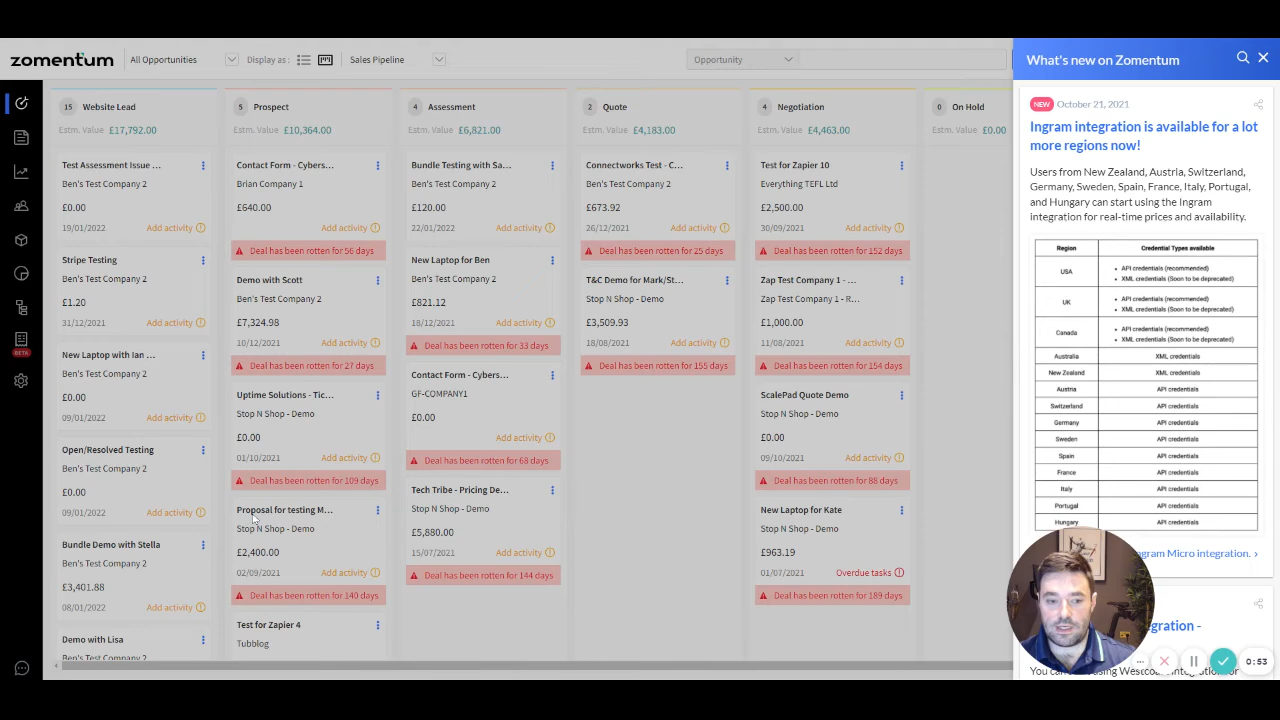 zomentum
All Opportunities
Display as :
Sales Pipeline
Opportunity
BETA
15 Website Lead
Estm. Value £17,792.00
Test Assessment Issue ...
Ben's Test Company 2
£0.00
19/01/2022 Add activity
Stripe Testing
Ben's Test Company 2
£1.20
31/12/2021 Add activity
New Laptop with Ian ...
Ben's Test Company 2
£0.00
09/01/2022 Add activity
Open/Resolved Testing
Ben's Test Company 2
£0.00
09/01/2022 Add activity
Bundle Demo with Stella
Ben's Test Company 2
£3,401.88
08/01/2022 Add activity
Demo with Lisa
Ben's Test Company 2
5 Prospect
Estm. Value £10,364.00
Contact Form - Cybers...
Brian Company 1
£640.00
Add activity
Deal has been rotten for 56 days
Demo with Scott
Ben's Test Company 2
£7,324.98
10/12/2021 Add activity
Deal has been rotten for 27 days
Uptime Solutions - Tic...
Stop N Shop - Demo
£0.00
01/10/2021 Add activity
Deal has been rotten for 109 days
Proposal for testing M...
Stop N Shop - Demo
£2,400.00
02/09/2021 Add activity
Deal has been rotten for 140 days
Test for Zapier 4
Tubblog
4 Assessment
Estm. Value £6,821.00
Bundle Testing with Sa...
Ben's Test Company 2
£120.00
22/01/2022 Add activity
New Laptop for Ben
Ben's Test Company 2
£821.12
18/12/2021 Add activity
Deal has been rotten for 33 days
Contact Form - Cybers...
GF-COMPANY1
£0.00
Add activity
Deal has been rotten for 68 days
Tech Tribe - Pricing De...
Stop N Shop - Demo
£5,880.00
15/07/2021 Add activity
Deal has been rotten for 144 days
2 Quote
Estm. Value £4,183.00
Connectworks Test - C...
Ben's Test Company 2
£673.92
26/12/2021 Add activity
Deal has been rotten for 25 days
T&C Demo for Mark/St...
Stop N Shop - Demo
£3,509.93
18/08/2021 Add activity
Deal has been rotten for 155 days
4 Negotiation
Estm. Value £4,463.00
Test for Zapier 10
Everything TEFL Ltd
£2,500.00
30/09/2021 Add activity
Deal has been rotten for 152 days
Zap Test Company 1 - ...
Zap Test Company 1 - R...
£1,000.00
11/08/2021 Add activity
Deal has been rotten for 154 days
ScalePad Quote Demo
Stop N Shop - Demo
£0.00
09/10/2021 Add activity
Deal has been rotten for 88 days
New Laptop for Kate
Stop N Shop - Demo
£963.19
01/07/2021 Overdue tasks
Deal has been rotten for 189 days
0 On Hold
Estm. Value £0.00
What's new on Zomentum
NEW October 21, 2021
Ingram integration is available for a lot
more regions now!
Users from New Zealand, Austria, Switzerland,
Germany, Sweden, Spain, France, Italy, Portugal,
and Hungary can start using the Ingram
integration for real-time prices and availability.
Region Credential Types available
USA
• API credentials (recommended)
• XML credentials (Soon to be deprecated)
UK
• API credentials (recommended)
• XML credentials (Soon to be deprecated)
Canada
• API credentials (recommended)
• XML credentials (Soon to be deprecated)
Australia XML credentials
New Zealand XML credentials
Austria API credentials
Switzerland API credentials
Germany API credentials
Sweden API credentials
Spain API credentials
France API credentials
Italy API credentials
Portugal API credentials
Hungary API credentials
ngram Micro integration. ›
gration -
0:53